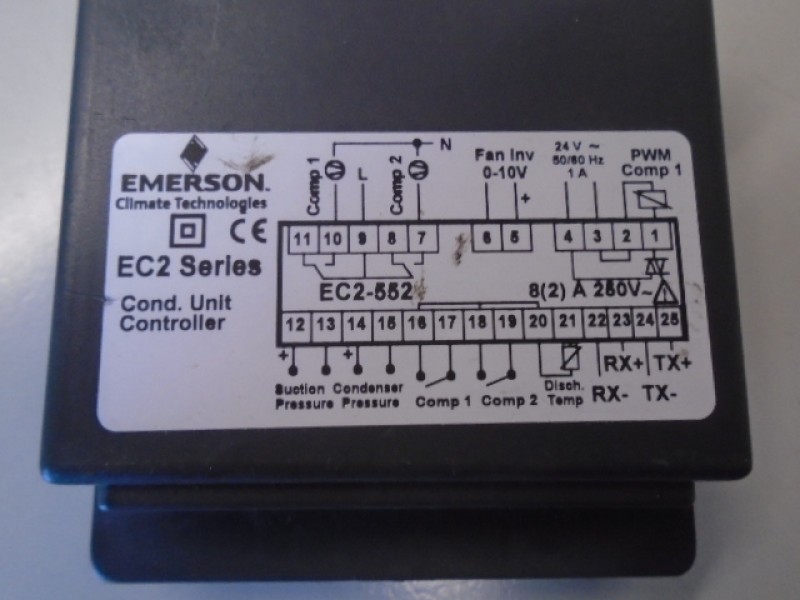 EMERSON.
Climate Technologies
CE
EC2 Series
Cond. Unit
Controller
Comp 1
L
Comp 2
N
Fan Inv
0-10V
+
24 V ~
50/60 Hz
1 A
PWM
Comp 1
11 10 9 8 7 6 5 4 3 2 1
EC2-552
8(2) A 250V~
12 13 14 15 16 17 18 19 20 21 22 23 24 25
+
+
Suction
Pressure
Condenser
Pressure
Comp 1
Comp 2
Disch.
Temp
RX+
RX-
TX+
TX-